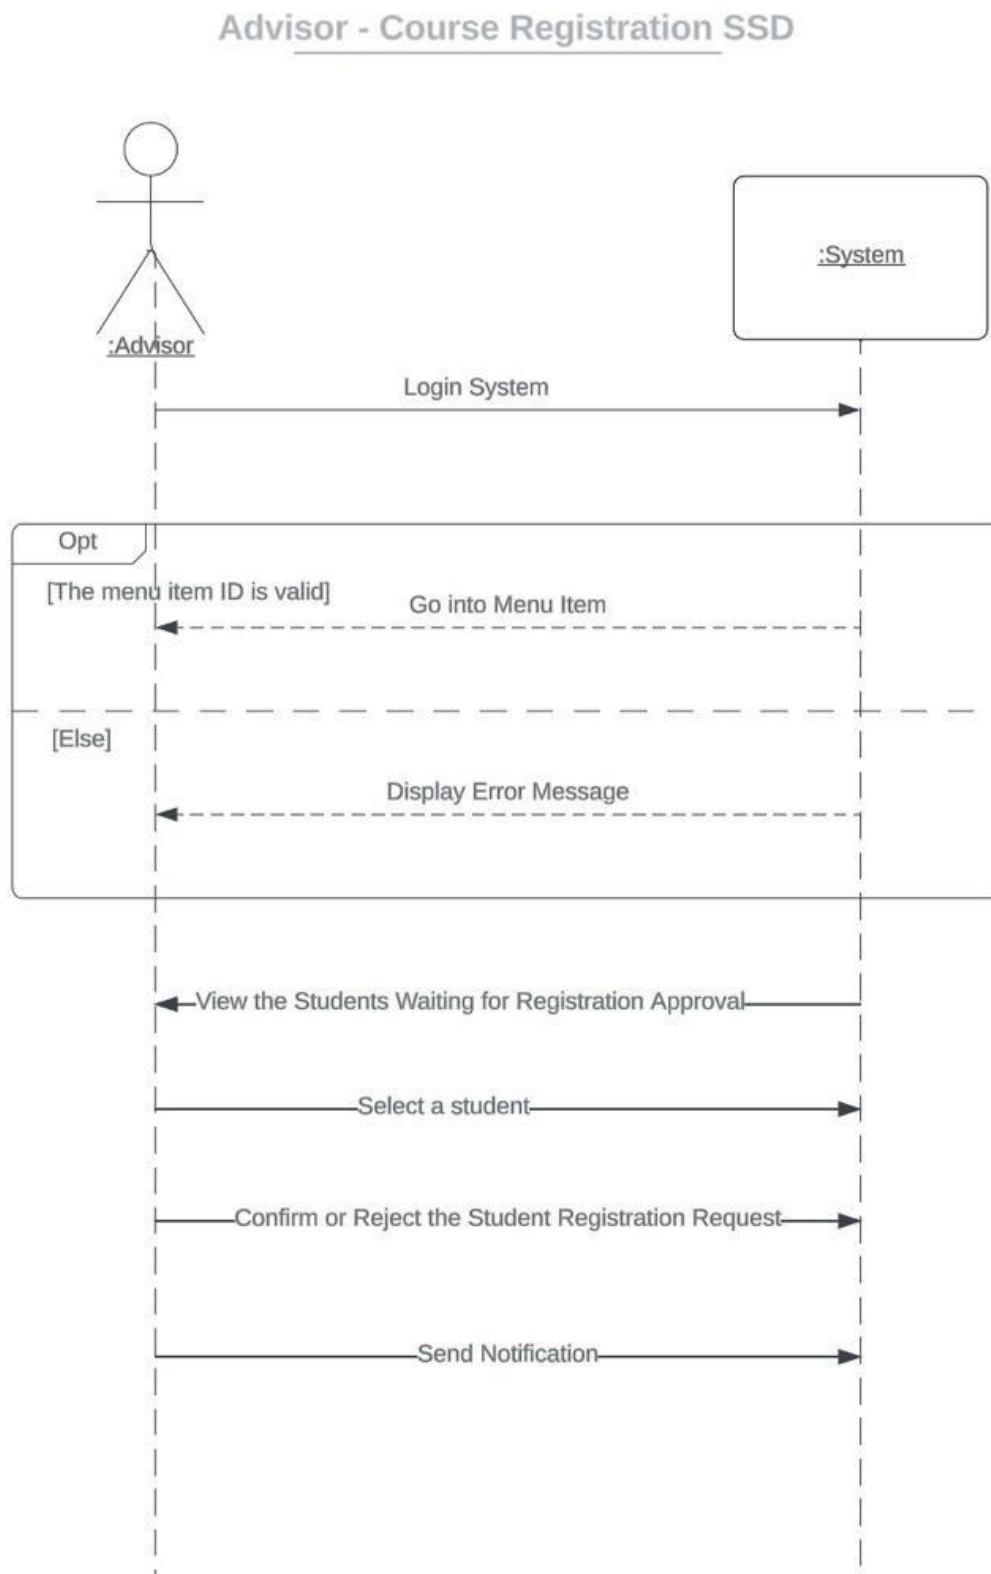 Advisor - Course Registration SSD
:System
:Advisor
Login System
Opt
[The menu item ID is valid]
Go into Menu Item
[Else]
Display Error Message
View the Students Waiting for Registration Approval
Select a student
Confirm or Reject the Student Registration Request
Send Notification